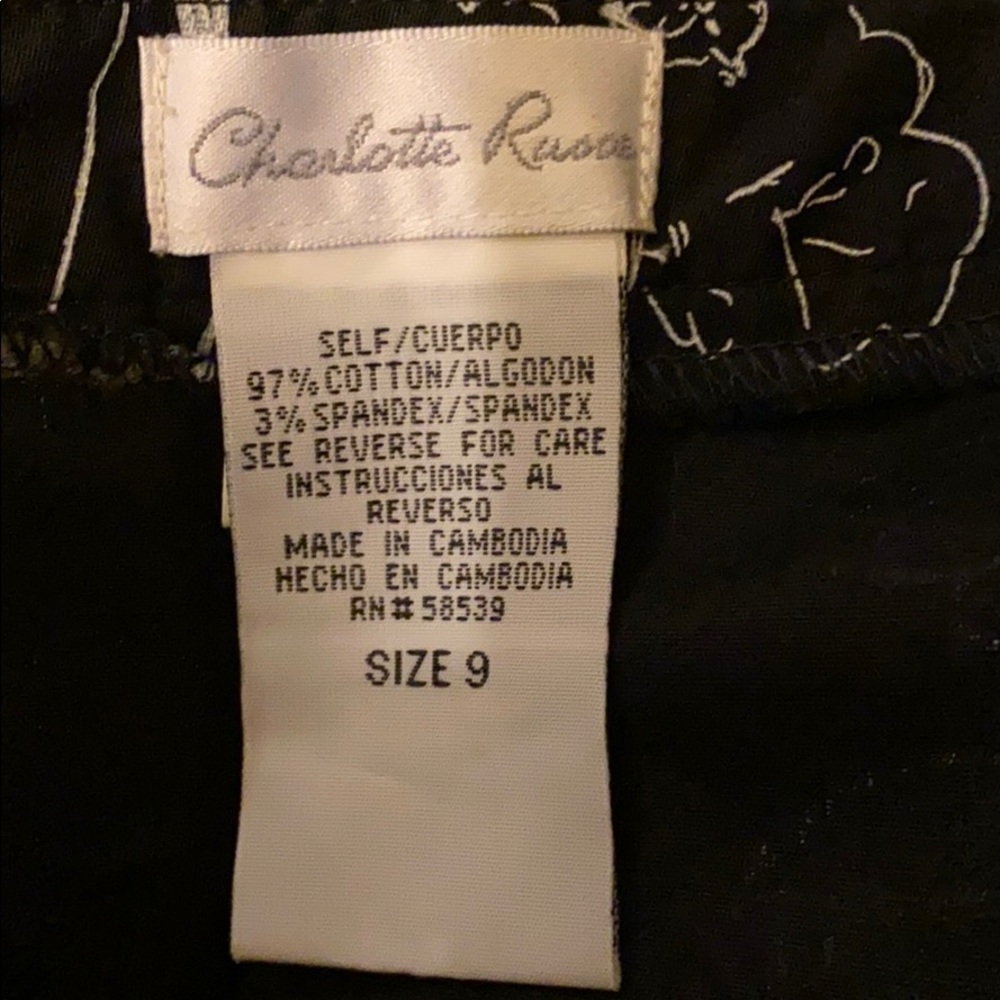 Charlotte Russe
SELF/CUERPO
97% COTTON/ALGODON
3% SPANDEX/SPANDEX
SEE REVERSE FOR CARE
INSTRUCCIONES AL
REVERSO
MADE IN CAMBODIA
HECHO EN CAMBODIA
RN#58539
SIZE 9